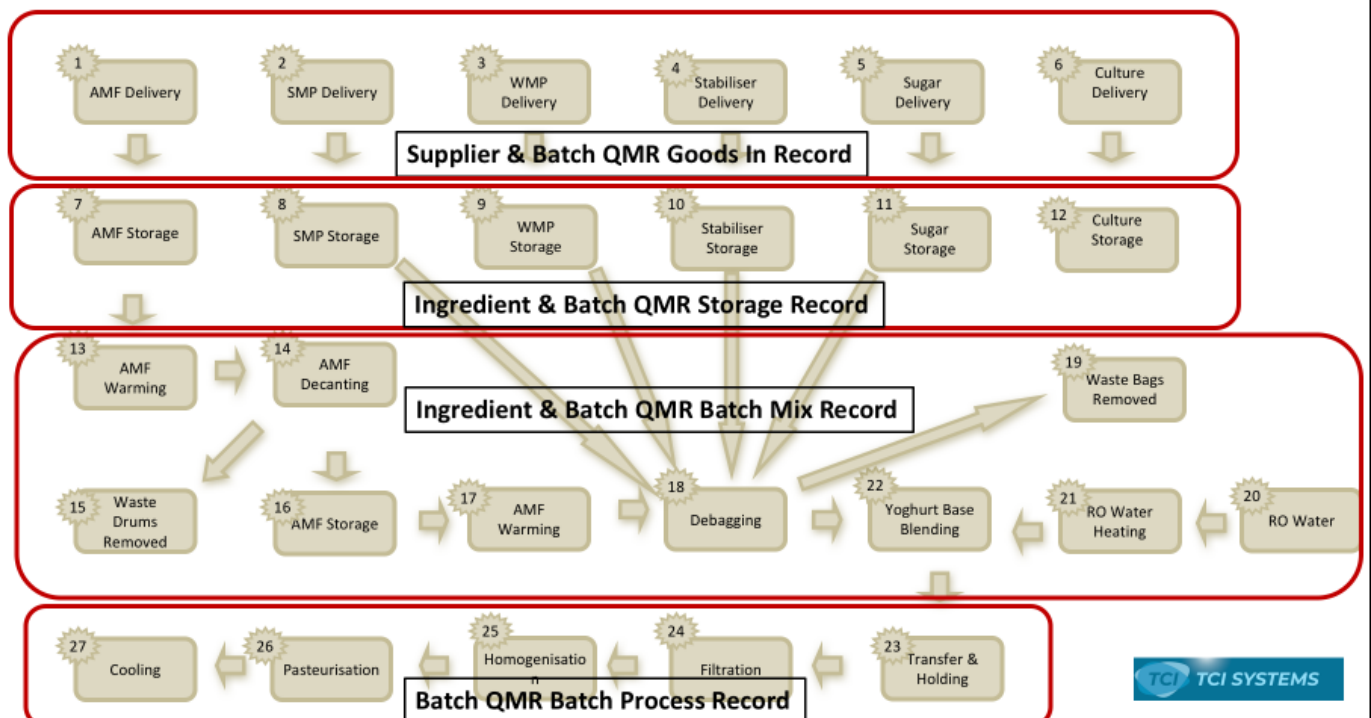 1
AMF Delivery
2
SMP Delivery
3
WMP
Delivery
4
Stabiliser
Delivery
5
Sugar
Delivery
6
Culture
Delivery
Supplier & Batch QMR Goods In Record
7
AMF Storage
8
SMP Storage
9
WMP
Storage
10
Stabiliser
Storage
11
Sugar
Storage
12
Culture
Storage
Ingredient & Batch QMR Storage Record
13
AMF
Warming
14
AMF
Decanting
19
Waste Bags
Removed
Ingredient & Batch QMR Batch Mix Record
15
Waste
Drums
Removed
16
AMF Storage
17
AMF
Warming
18
Debagging
22
Yoghurt Base
Blending
21
RO Water
Heating
20
RO Water
27
Cooling
26
Pasteurisation
25
Homogenisatio
n
24
Filtration
23
Transfer &
Holding
Batch QMR Batch Process Record
TCI TCI SYSTEMS